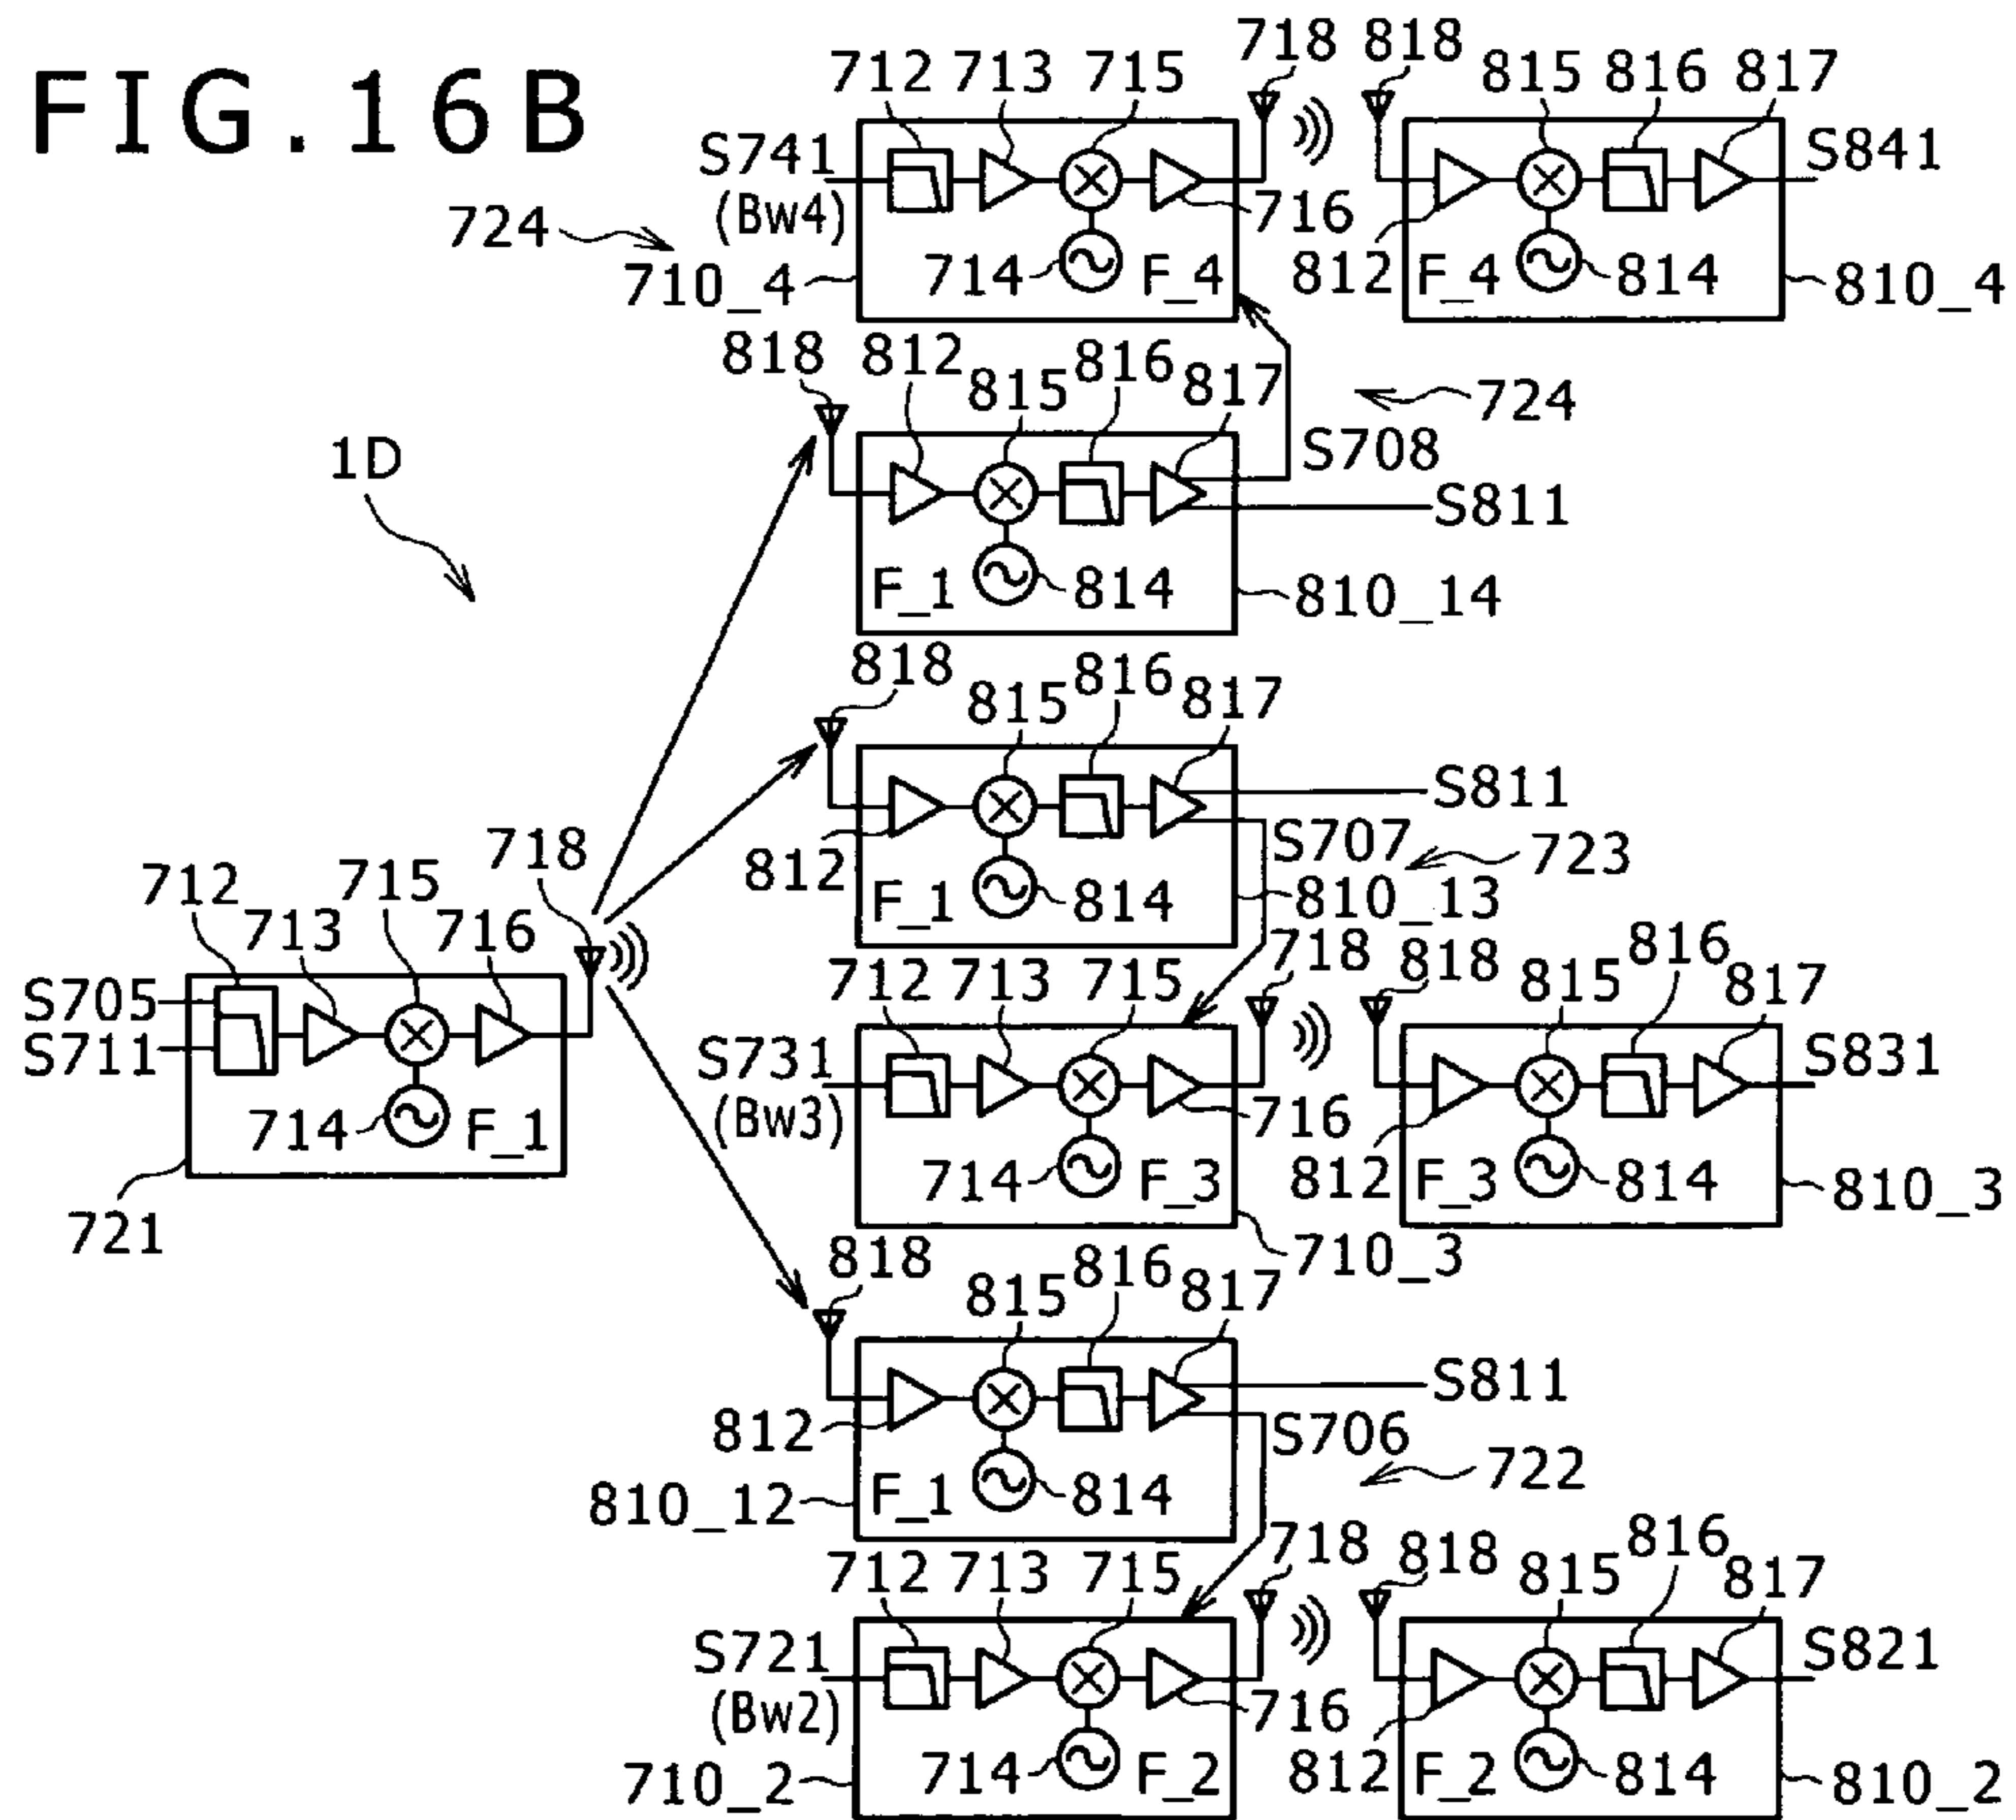 FIG.16B
718 818
712 713 715 815 816 817
S741
(Bw4)
S841
724
716
710_4
714 F_4
812 F_4 814
810_4
818 812 815 816 817
724
S708
S811
1D
F_1 814
810_14
818 815 816 817
S811
S707
723
812
F_1 814
810_13
712 713 715 716 718
S705
S711
714 F_1
721
712 713 715 718 818 815 816 817
S731
(Bw3)
S831
716
714 F_3
812 F_3 814
810_3
710_3
818 815 816 817
S811
S706
812
722
810_12
F_1 814
712 713 715 718 818 815 816 817
S721
(Bw2)
S821
716
710_2
714 F_2
812 F_2 814
810_2